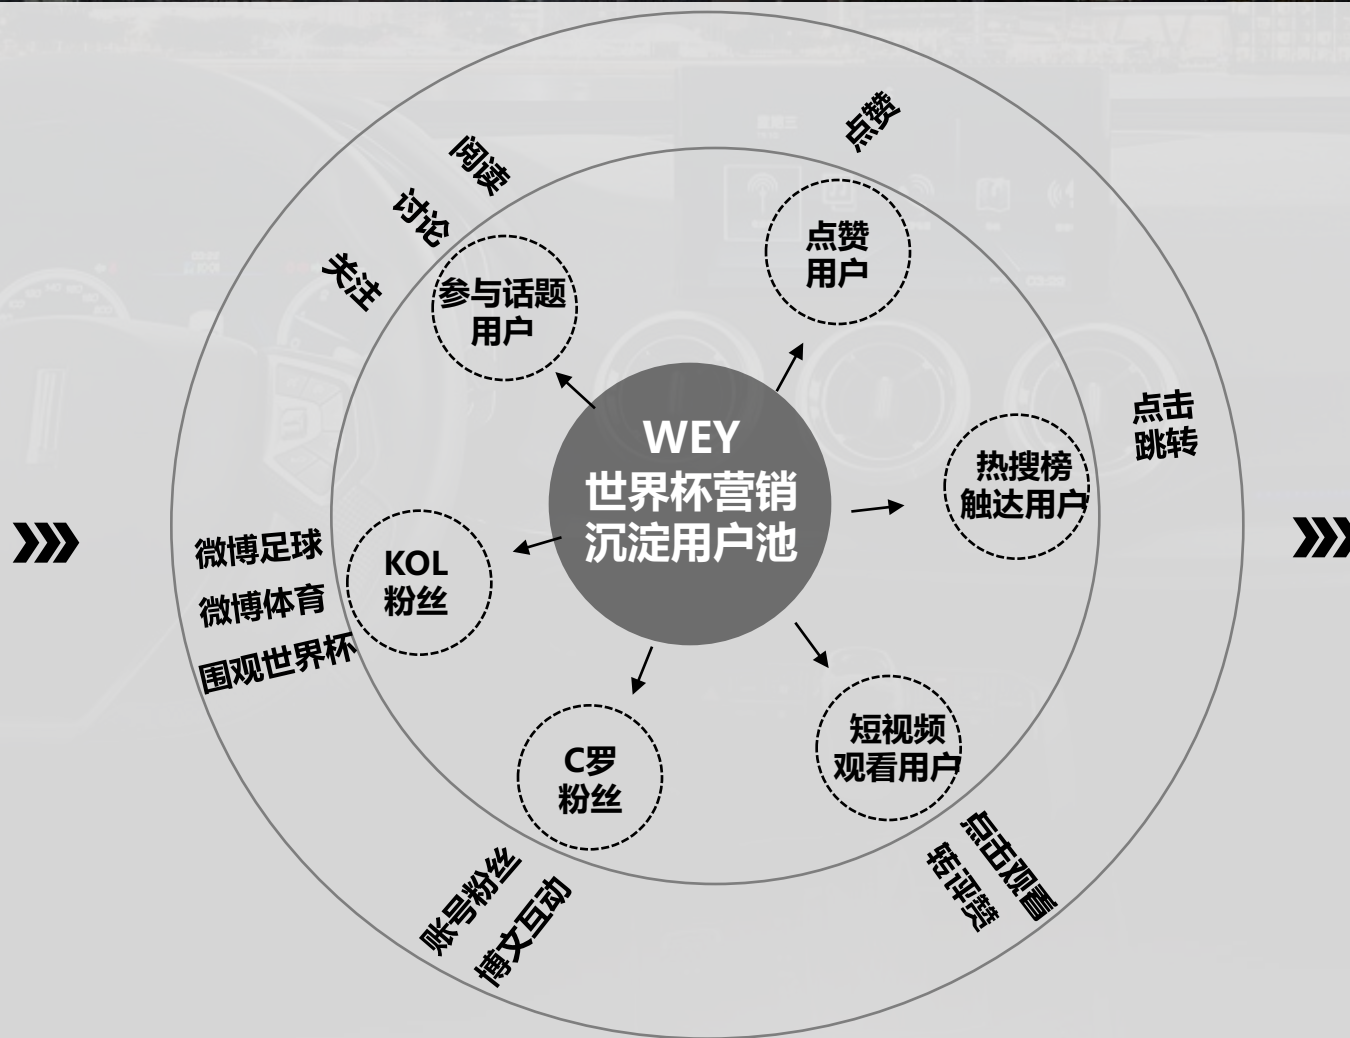 点赞
阅读
讨论
关注
点赞
用户
参与话题
用户
点击
跳转
WEY
世界杯营销
沉淀用户池
热搜榜
触达用户
微博足球
微博体育
围观世界杯
KOL
粉丝
C罗
粉丝
短视频
观看用户
账号粉丝
博文互动
点击观看
转评赞